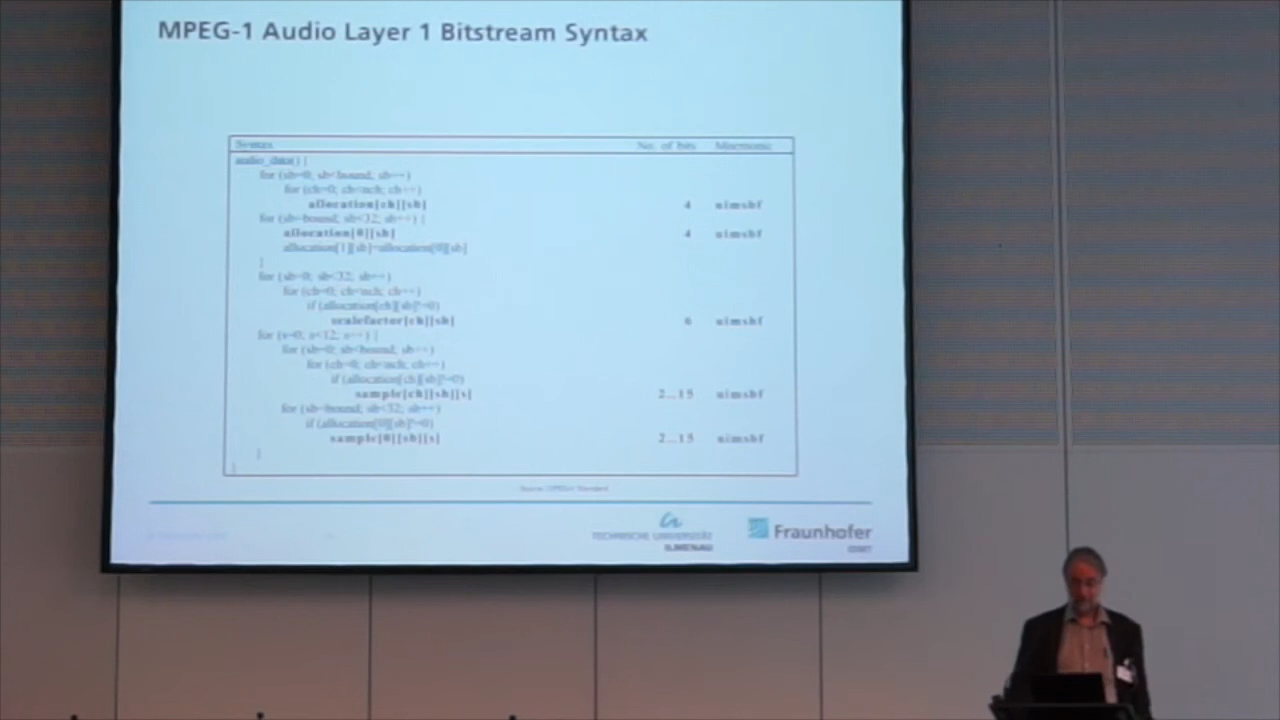 MPEG-1 Audio Layer 1 Bitstream Syntax
Syntax No. of bits Mnemonic
audio_data() {
for (sb=0; sb<bound; sb++)
for (ch=0; ch<nch; ch++)
allocation[ch][sb] 4 uimsbf
for (sb=bound; sb<32; sb++) {
allocation[0][sb] 4 uimsbf
allocation[1][sb]=allocation[0][sb]
}
for (sb=0; sb<32; sb++)
for (ch=0; ch<nch; ch++)
if (allocation[ch][sb]!=0)
scalefactor[ch][sb] 6 uimsbf
for (s=0; s<12; s++) {
for (sb=0; sb<bound; sb++)
for (ch=0; ch<nch; ch++)
if (allocation[ch][sb]!=0)
sample[ch][sb][s] 2...15 uimsbf
for (sb=bound; sb<32; sb++)
if (allocation[0][sb]!=0)
sample[0][sb][s] 2...15 uimsbf
}
}
TECHNISCHE UNIVERSITÄT
ILMENAU
Fraunhofer
IDMT